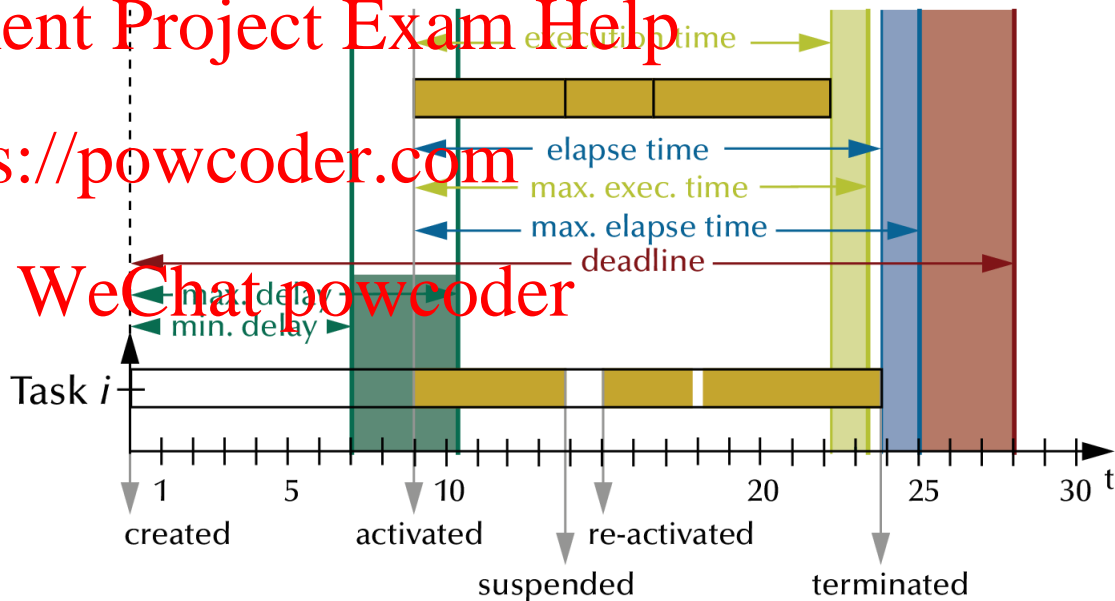 ent Project Exam Help
execution time
s://powcoder.com
elapse time
max. exec. time
max. elapse time
deadline
WeChat powcoder
max. delay
min. delay
Task i
1 5 10 20 25 30 t
created activated re-activated
suspended terminated